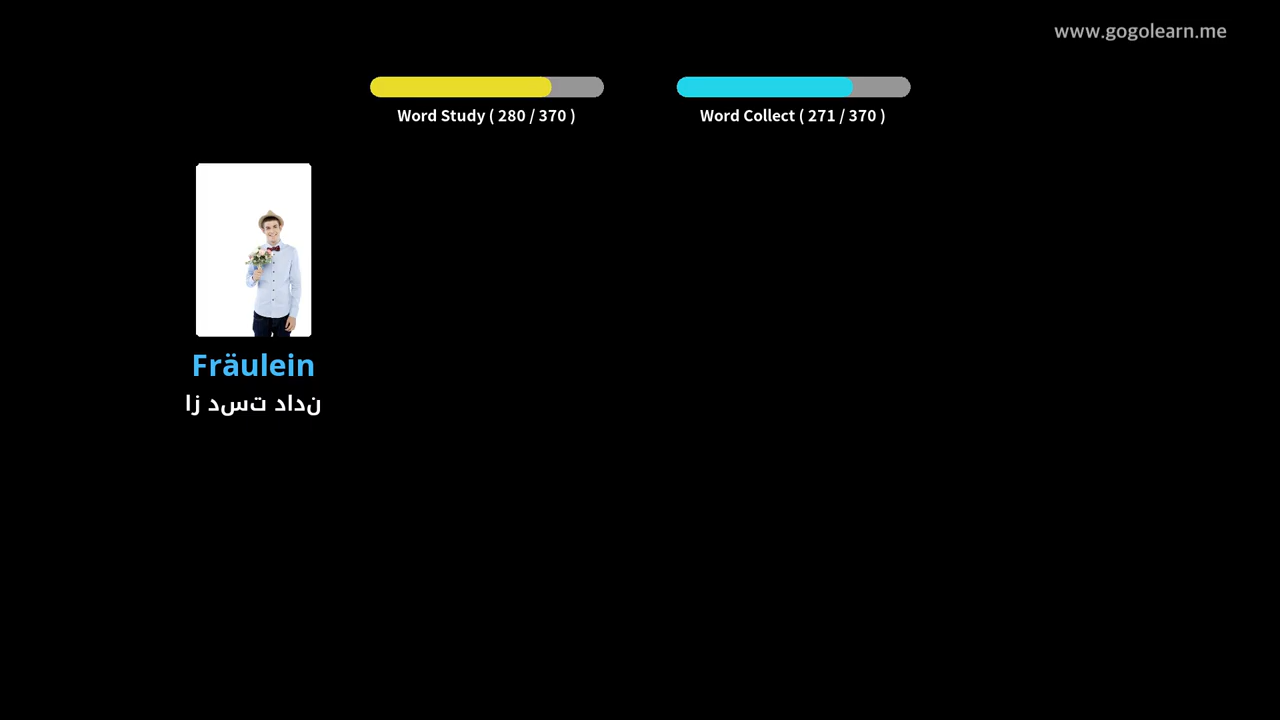 www.gogolearn.me
Word Study ( 280 / 370 )
Word Collect ( 271 / 370 )
Fräulein
از دست دادن